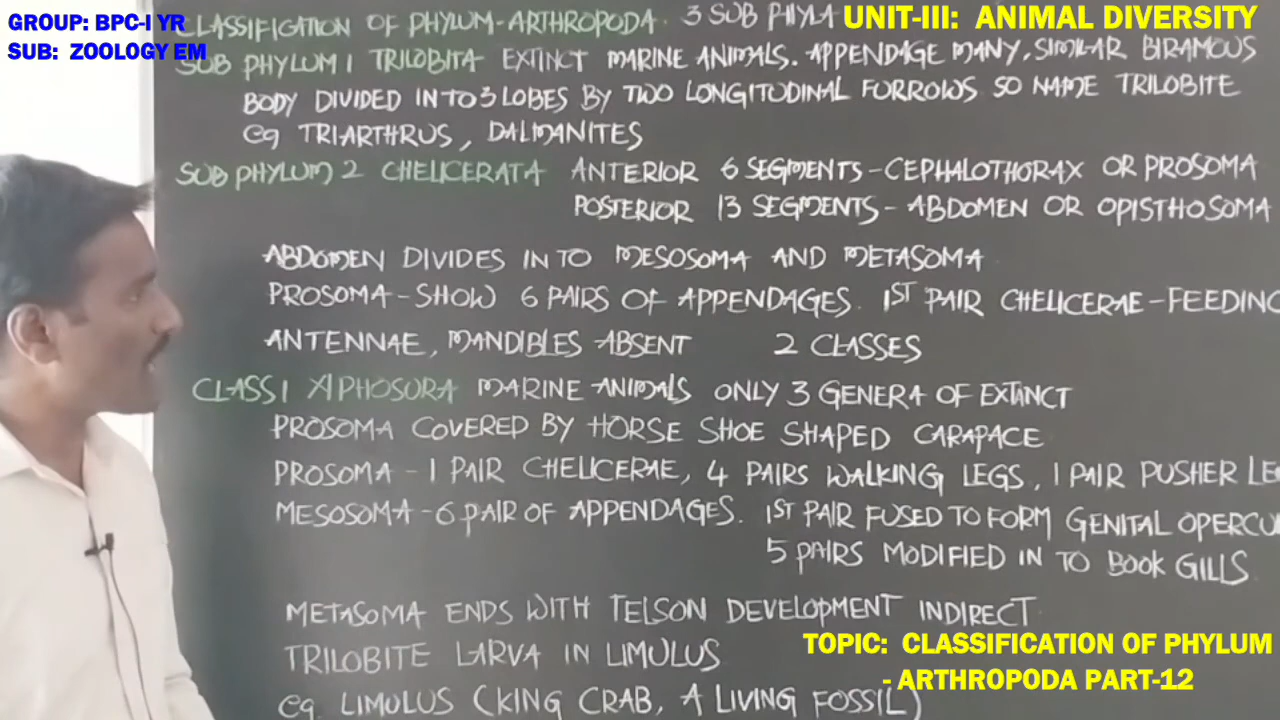 GROUP: BPC-I YR
SUB: ZOOLOGY EM
UNIT-III: ANIMAL DIVERSITY
CLASSIFICATION OF PHYLUM-ARTHROPODA. 3 SUB PHYLA
SUB PHYLUM 1 TRILOBITA EXTINCT MARINE ANIMALS. APPENDAGE MANY, SIMILAR BIRAMOUS
BODY DIVIDED IN TO 3 LOBES BY TWO LONGITUDINAL FURROWS SO NAME TRILOBITE
eg TRIARTHRUS, DALMANITES
SUB PHYLUM 2 CHELICERATA ANTERIOR 6 SEGMENTS - CEPHALOTHORAX OR PROSOMA
POSTERIOR 13 SEGMENTS - ABDOMEN OR OPISTHOSOMA
ABDOMEN DIVIDES IN TO MESOSOMA AND METASOMA
PROSOMA - SHOW 6 PAIRS OF APPENDAGES. 1ST PAIR CHELICERAE - FEEDING
ANTENNAE, MANDIBLES ABSENT 2 CLASSES
CLASS 1 XIPHOSURA MARINE ANIMALS ONLY 3 GENERA OF EXTINCT
PROSOMA COVERED BY HORSE SHOE SHAPED CARAPACE
PROSOMA - 1 PAIR CHELICERAE, 4 PAIRS WALKING LEGS, 1 PAIR PUSHER LE
MESOSOMA - 6 PAIR OF APPENDAGES. 1ST PAIR FUSED TO FORM GENITAL OPERCU
5 PAIRS MODIFIED IN TO BOOK GILLS
METASOMA ENDS WITH TELSON DEVELOPMENT INDIRECT
TRILOBITE LARVA IN LIMULUS
eg. LIMULUS (KING CRAB, A LIVING FOSSIL)
TOPIC: CLASSIFICATION OF PHYLUM
- ARTHROPODA PART-12